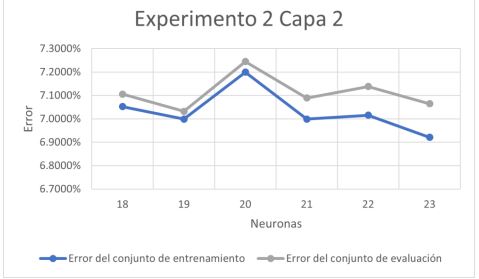 Experimento 2 Capa 2
7.3000%
7.2000%
7.1000%
7.0000%
6.9000%
6.8000%
6.7000%
Error
18 19 20 21 22 23
Neuronas
Error del conjunto de entrenamiento Error del conjunto de evaluación